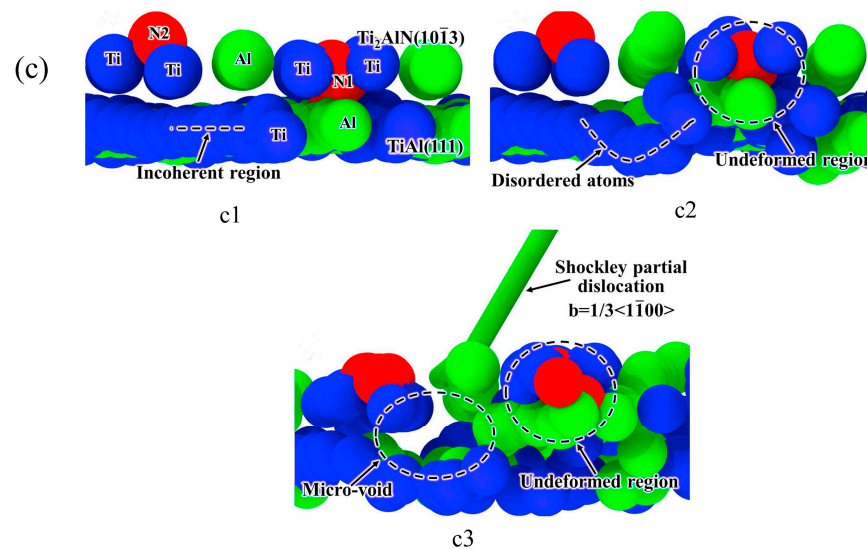 (c)
N2
Ti
Ti
Al
Ti
N1
Ti
Ti₂AlN(101̄3)
Ti
Al
TiAl(111)
Incoherent region
c1
Undeformed region
Disordered atoms
c2
Shockley partial
dislocation
b=1/3<11̄00>
Micro-void
Undeformed region
c3